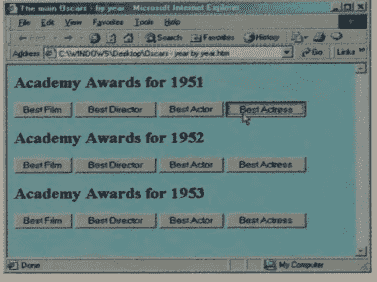 The main Oscars - by year - Microsoft Internet Explorer
File Edit View Favorites Tools Help
Search Favorites History
Address C:\WINDOWS\Desktop\Oscars - year by year.htm Go Links »
Academy Awards for 1951
Best Film Best Director Best Actor Best Actress
Academy Awards for 1952
Best Film Best Director Best Actor Best Actress
Academy Awards for 1953
Best Film Best Director Best Actor Best Actress
Done My Computer